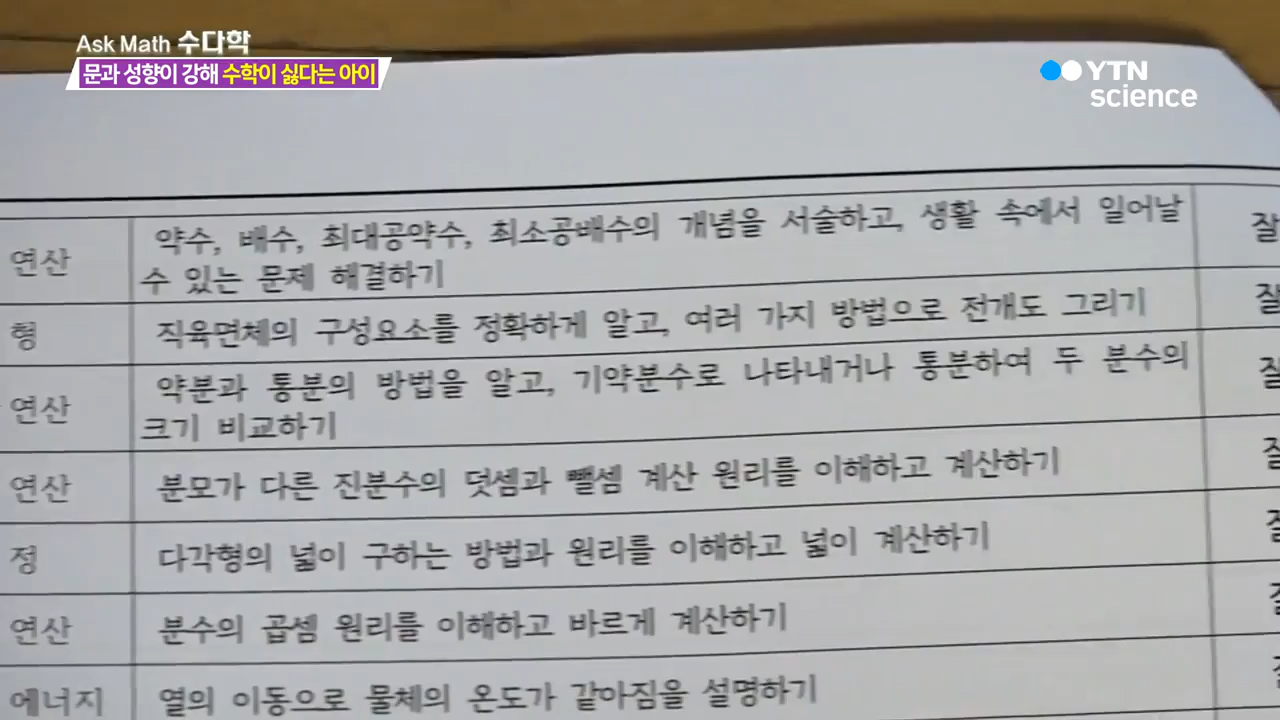 Ask Math 수다학
문과 성향이 강해 수학이 싫다는 아이
YTN
science
연산 약수, 배수, 최대공약수, 최소공배수의 개념을 서술하고, 생활 속에서 일어날 잘
수 있는 문제 해결하기
형 직육면체의 구성요소를 정확하게 알고, 여러 가지 방법으로 전개도 그리기 잘
연산 약분과 통분의 방법을 알고, 기약분수로 나타내거나 통분하여 두 분수의 잘
크기 비교하기
연산 분모가 다른 진분수의 덧셈과 뺄셈 계산 원리를 이해하고 계산하기
정 다각형의 넓이 구하는 방법과 원리를 이해하고 넓이 계산하기
연산 분수의 곱셈 원리를 이해하고 바르게 계산하기
에너지 열의 이동으로 물체의 온도가 같아짐을 설명하기